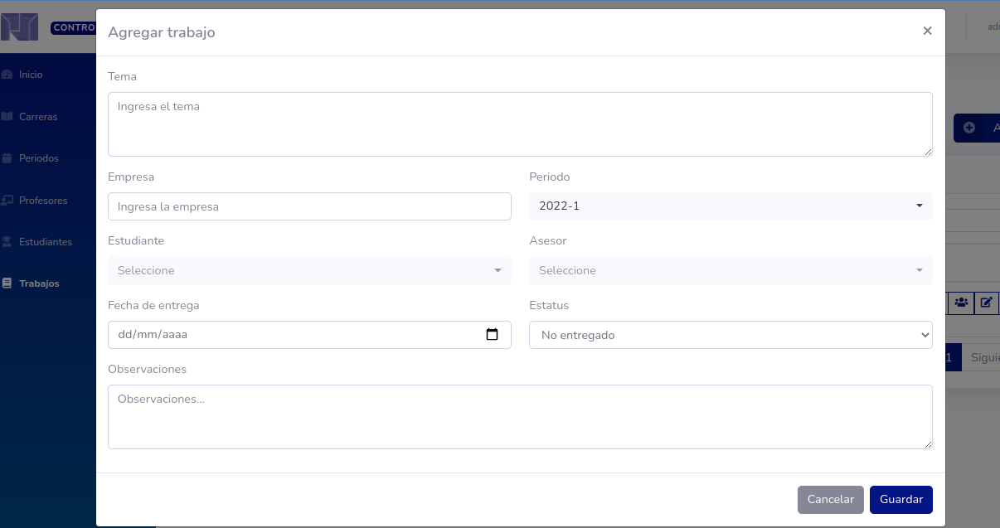 CONTRO
Agregar trabajo
×
Inicio
Carreras
Periodos
Profesores
Estudiantes
Trabajos
Tema
Ingresa el tema
Empresa
Periodo
Ingresa la empresa
2022-1
Estudiante
Asesor
Seleccione
Seleccione
Fecha de entrega
Estatus
dd/mm/aaaa
No entregado
Observaciones
Observaciones...
Cancelar
Guardar
adr
A
1
Siguie